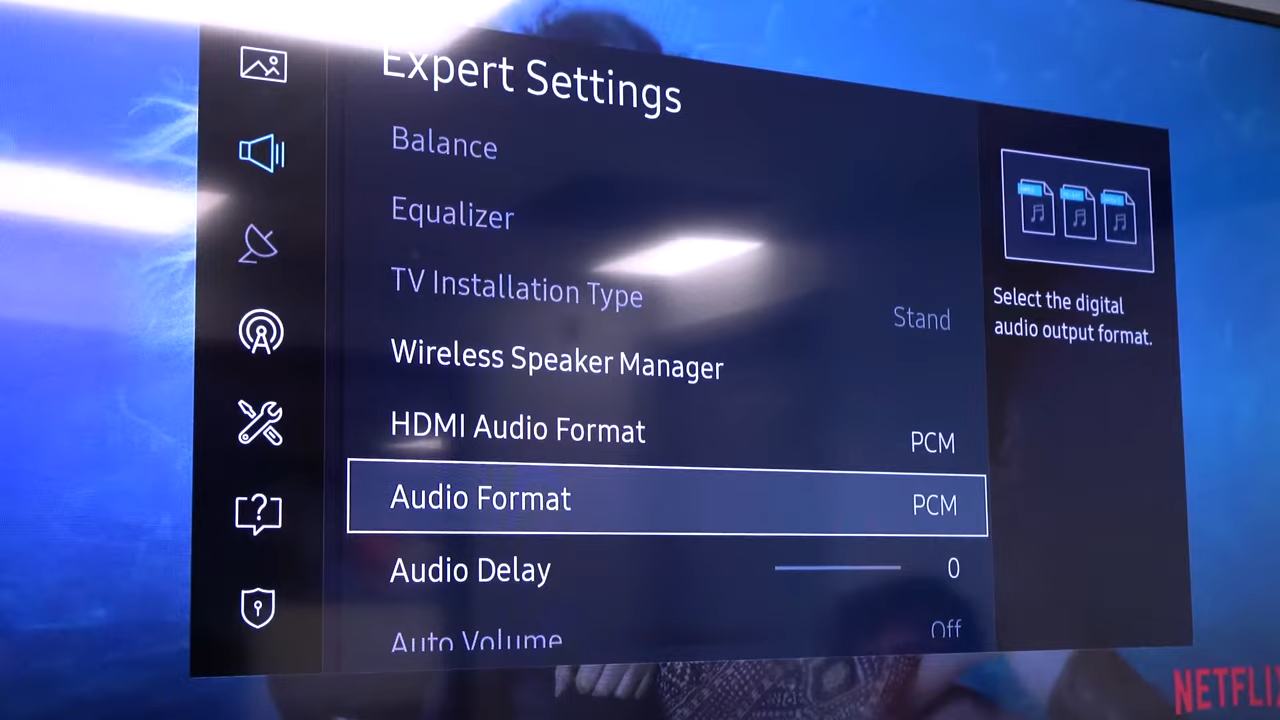 Expert Settings
Balance
Equalizer
TV Installation Type
Stand
Wireless Speaker Manager
HDMI Audio Format
PCM
Audio Format
PCM
Audio Delay
0
Auto Volume
Off
Select the digital
audio output format.
NETFLIX